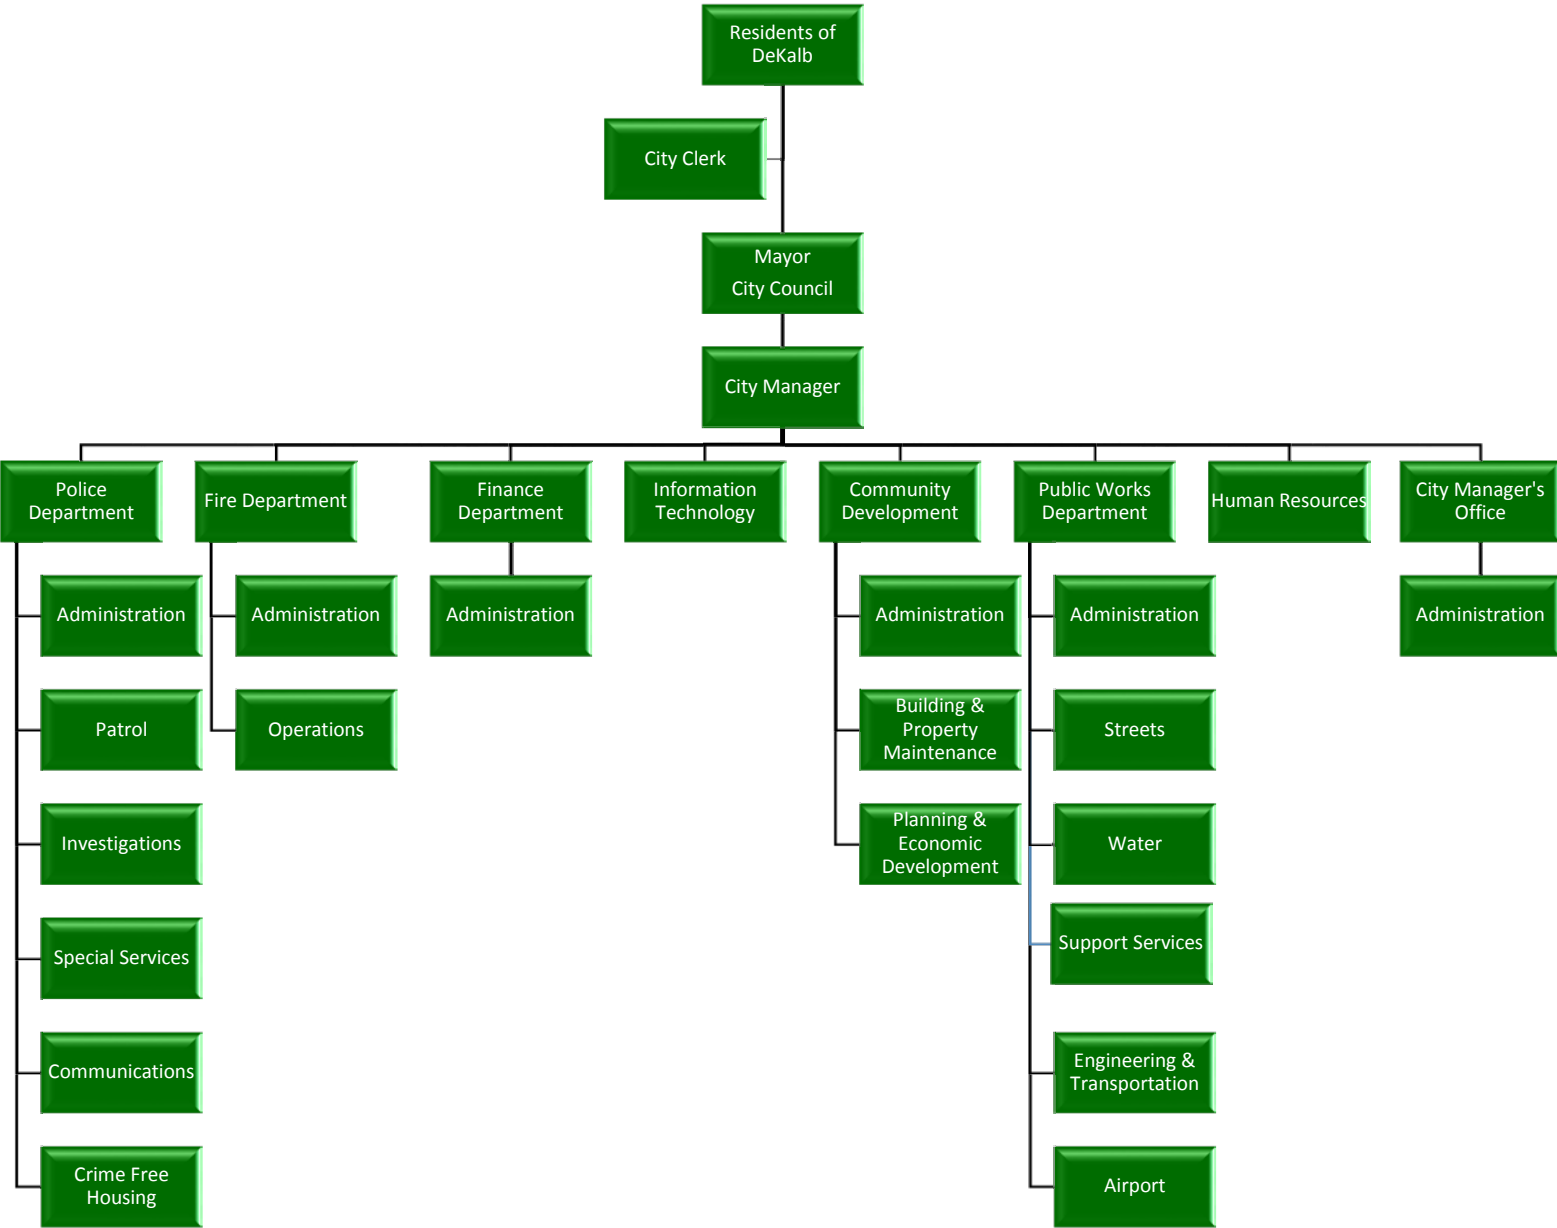 Residents of
DeKalb
City Clerk
Mayor
City Council
City Manager
Police
Department
Fire Department
Finance
Department
Information
Technology
Community
Development
Public Works
Department
Human Resources
City Manager's
Office
Administration
Administration
Administration
Administration
Administration
Administration
Patrol
Operations
Building &
Property
Maintenance
Streets
Investigations
Planning &
Economic
Development
Water
Special Services
Support Services
Communications
Engineering &
Transportation
Crime Free
Housing
Airport